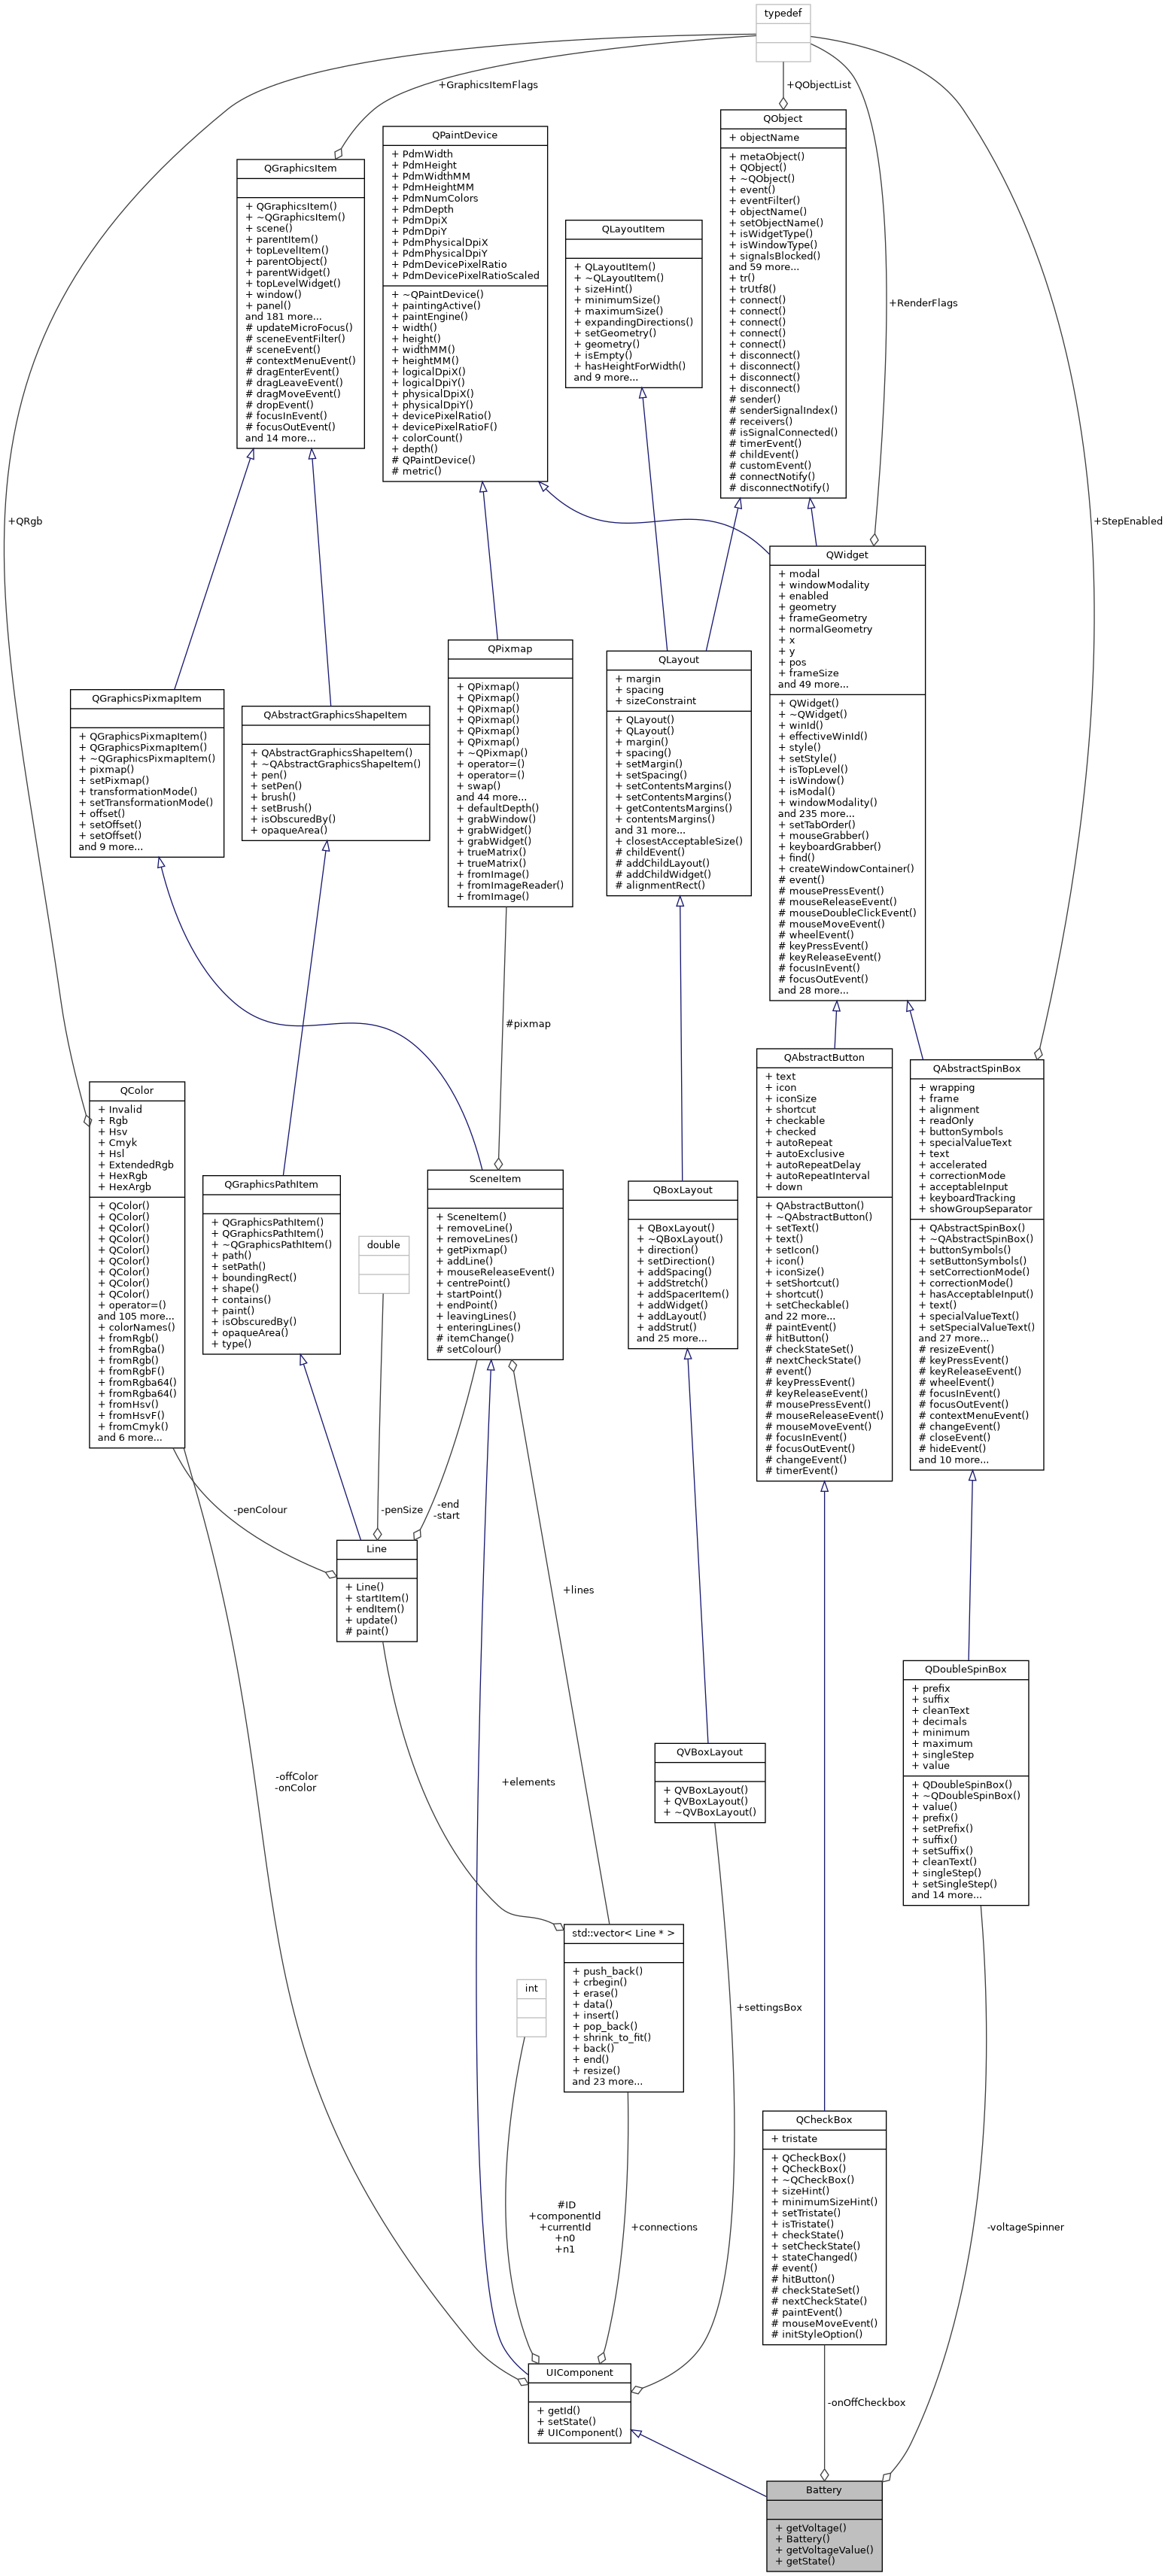 typedef
+GraphicsItemFlags
+QObjectList
QObject
+ objectName
+ metaObject()
+ QObject()
+ ~QObject()
+ event()
+ eventFilter()
+ objectName()
+ setObjectName()
+ isWidgetType()
+ isWindowType()
+ signalsBlocked()
and 59 more...
+ tr()
+ trUtf8()
+ connect()
+ connect()
+ connect()
+ connect()
+ connect()
+ disconnect()
+ disconnect()
+ disconnect()
+ disconnect()
# sender()
# senderSignalIndex()
# receivers()
# isSignalConnected()
# timerEvent()
# childEvent()
# customEvent()
# connectNotify()
# disconnectNotify()
QPaintDevice
+ PdmWidth
+ PdmHeight
+ PdmWidthMM
+ PdmHeightMM
+ PdmNumColors
+ PdmDepth
+ PdmDpiX
+ PdmDpiY
+ PdmPhysicalDpiX
+ PdmPhysicalDpiY
+ PdmDevicePixelRatio
+ PdmDevicePixelRatioScaled
+ ~QPaintDevice()
+ paintingActive()
+ paintEngine()
+ width()
+ height()
+ widthMM()
+ heightMM()
+ logicalDpiX()
+ logicalDpiY()
+ physicalDpiX()
+ physicalDpiY()
+ devicePixelRatio()
+ devicePixelRatioF()
+ colorCount()
+ depth()
# QPaintDevice()
# metric()
QGraphicsItem
+ QGraphicsItem()
+ ~QGraphicsItem()
+ scene()
+ parentItem()
+ topLevelItem()
+ parentObject()
+ parentWidget()
+ topLevelWidget()
+ window()
+ panel()
and 181 more...
# updateMicroFocus()
# sceneEventFilter()
# sceneEvent()
# contextMenuEvent()
# dragEnterEvent()
# dragLeaveEvent()
# dragMoveEvent()
# dropEvent()
# focusInEvent()
# focusOutEvent()
and 14 more...
QLayoutItem
+ QLayoutItem()
+ ~QLayoutItem()
+ sizeHint()
+ minimumSize()
+ maximumSize()
+ expandingDirections()
+ setGeometry()
+ geometry()
+ isEmpty()
+ hasHeightForWidth()
and 9 more...
+RenderFlags
+QRgb
+StepEnabled
QWidget
+ modal
+ windowModality
+ enabled
+ geometry
+ frameGeometry
+ normalGeometry
+ x
+ y
+ pos
+ frameSize
and 49 more...
+ QWidget()
+ ~QWidget()
+ winId()
+ effectiveWinId()
+ style()
+ setStyle()
+ isTopLevel()
+ isWindow()
+ isModal()
+ windowModality()
and 235 more...
+ setTabOrder()
+ mouseGrabber()
+ keyboardGrabber()
+ find()
+ createWindowContainer()
# event()
# mousePressEvent()
# mouseReleaseEvent()
# mouseDoubleClickEvent()
# mouseMoveEvent()
# wheelEvent()
# keyPressEvent()
# keyReleaseEvent()
# focusInEvent()
# focusOutEvent()
and 28 more...
QPixmap
+ QPixmap()
+ QPixmap()
+ QPixmap()
+ QPixmap()
+ QPixmap()
+ QPixmap()
+ ~QPixmap()
+ operator=()
+ operator=()
+ swap()
and 44 more...
+ defaultDepth()
+ grabWindow()
+ grabWidget()
+ grabWidget()
+ trueMatrix()
+ trueMatrix()
+ fromImage()
+ fromImageReader()
+ fromImage()
QLayout
+ margin
+ spacing
+ sizeConstraint
+ QLayout()
+ QLayout()
+ margin()
+ spacing()
+ setMargin()
+ setSpacing()
+ setContentsMargins()
+ setContentsMargins()
+ getContentsMargins()
+ contentsMargins()
and 31 more...
+ closestAcceptableSize()
# childEvent()
# addChildLayout()
# addChildWidget()
# alignmentRect()
QGraphicsPixmapItem
+ QGraphicsPixmapItem()
+ QGraphicsPixmapItem()
+ ~QGraphicsPixmapItem()
+ pixmap()
+ setPixmap()
+ transformationMode()
+ setTransformationMode()
+ offset()
+ setOffset()
+ setOffset()
and 9 more...
QAbstractGraphicsShapeItem
+ QAbstractGraphicsShapeItem()
+ ~QAbstractGraphicsShapeItem()
+ pen()
+ setPen()
+ brush()
+ setBrush()
+ isObscuredBy()
+ opaqueArea()
#pixmap
QAbstractButton
+ text
+ icon
+ iconSize
+ shortcut
+ checkable
+ checked
+ autoRepeat
+ autoExclusive
+ autoRepeatDelay
+ autoRepeatInterval
+ down
+ QAbstractButton()
+ ~QAbstractButton()
+ setText()
+ text()
+ setIcon()
+ icon()
+ iconSize()
+ setShortcut()
+ shortcut()
+ setCheckable()
and 22 more...
# paintEvent()
# hitButton()
# checkStateSet()
# nextCheckState()
# event()
# keyPressEvent()
# keyReleaseEvent()
# mousePressEvent()
# mouseReleaseEvent()
# mouseMoveEvent()
# focusInEvent()
# focusOutEvent()
# changeEvent()
# timerEvent()
QAbstractSpinBox
+ wrapping
+ frame
+ alignment
+ readOnly
+ buttonSymbols
+ specialValueText
+ text
+ accelerated
+ correctionMode
+ acceptableInput
+ keyboardTracking
+ showGroupSeparator
+ QAbstractSpinBox()
+ ~QAbstractSpinBox()
+ buttonSymbols()
+ setButtonSymbols()
+ setCorrectionMode()
+ correctionMode()
+ hasAcceptableInput()
+ text()
+ specialValueText()
+ setSpecialValueText()
and 27 more...
# resizeEvent()
# keyPressEvent()
# keyReleaseEvent()
# wheelEvent()
# focusInEvent()
# focusOutEvent()
# contextMenuEvent()
# changeEvent()
# closeEvent()
# hideEvent()
and 10 more...
QColor
+ Invalid
+ Rgb
+ Hsv
+ Cmyk
+ Hsl
+ ExtendedRgb
+ HexRgb
+ HexArgb
+ QColor()
+ QColor()
+ QColor()
+ QColor()
+ QColor()
+ QColor()
+ QColor()
+ QColor()
+ QColor()
+ operator=()
and 105 more...
+ colorNames()
+ fromRgb()
+ fromRgba()
+ fromRgb()
+ fromRgbF()
+ fromRgba64()
+ fromRgba64()
+ fromHsv()
+ fromHsvF()
+ fromCmyk()
and 6 more...
QGraphicsPathItem
+ QGraphicsPathItem()
+ QGraphicsPathItem()
+ ~QGraphicsPathItem()
+ path()
+ setPath()
+ boundingRect()
+ shape()
+ contains()
+ paint()
+ isObscuredBy()
+ opaqueArea()
+ type()
double
SceneItem
+ SceneItem()
+ removeLine()
+ removeLines()
+ getPixmap()
+ addLine()
+ mouseReleaseEvent()
+ centrePoint()
+ startPoint()
+ endPoint()
+ leavingLines()
+ enteringLines()
# itemChange()
# setColour()
QBoxLayout
+ QBoxLayout()
+ ~QBoxLayout()
+ direction()
+ setDirection()
+ addSpacing()
+ addStretch()
+ addSpacerItem()
+ addWidget()
+ addLayout()
+ addStrut()
and 25 more...
-penColour
-penSize
-end
-start
Line
+ Line()
+ startItem()
+ endItem()
+ update()
# paint()
+lines
QDoubleSpinBox
+ prefix
+ suffix
+ cleanText
+ decimals
+ minimum
+ maximum
+ singleStep
+ value
+ QDoubleSpinBox()
+ ~QDoubleSpinBox()
+ value()
+ prefix()
+ setPrefix()
+ suffix()
+ setSuffix()
+ cleanText()
+ singleStep()
+ setSingleStep()
and 14 more...
QVBoxLayout
+ QVBoxLayout()
+ QVBoxLayout()
+ ~QVBoxLayout()
-offColor
-onColor
+elements
std::vector< Line * >
+ push_back()
+ crbegin()
+ erase()
+ data()
+ insert()
+ pop_back()
+ shrink_to_fit()
+ back()
+ end()
+ resize()
and 23 more...
int
+settingsBox
QCheckBox
+ tristate
+ QCheckBox()
+ QCheckBox()
+ ~QCheckBox()
+ sizeHint()
+ minimumSizeHint()
+ setTristate()
+ isTristate()
+ checkState()
+ setCheckState()
+ stateChanged()
# event()
# hitButton()
# checkStateSet()
# nextCheckState()
# paintEvent()
# mouseMoveEvent()
# initStyleOption()
#ID
+componentId
+currentId
+n0
+n1
+connections
-voltageSpinner
UIComponent
+ getId()
+ setState()
# UIComponent()
-onOffCheckbox
Battery
+ getVoltage()
+ Battery()
+ getVoltageValue()
+ getState()